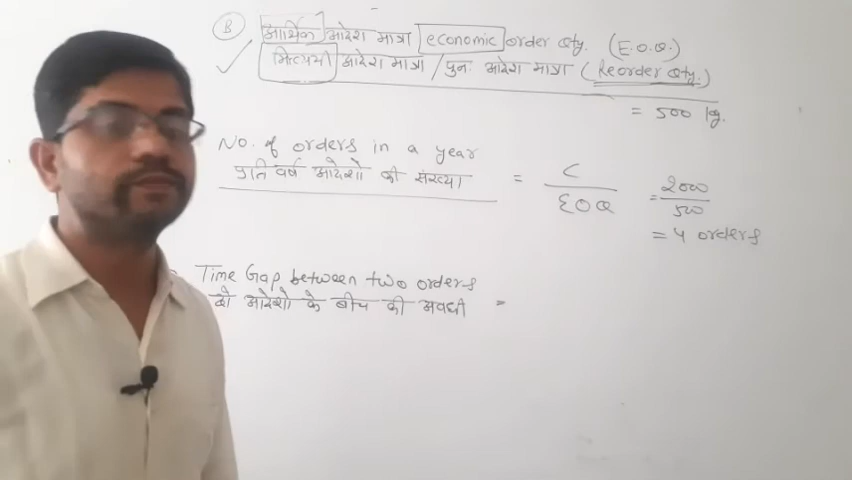 B आर्थिक आदेश मात्रा economic order qty. (E.O.Q.)
मितव्ययी आदेश मात्रा / पुनः आदेश मात्रा (Reorder Qty.)
= 500 kg.
No. of orders in a year
प्रति वर्ष आदेशो की संख्या = C / EOQ = 2000 / 500
= 4 orders
Time Gap between two orders
दो आदेशो के बीच की अवधी =